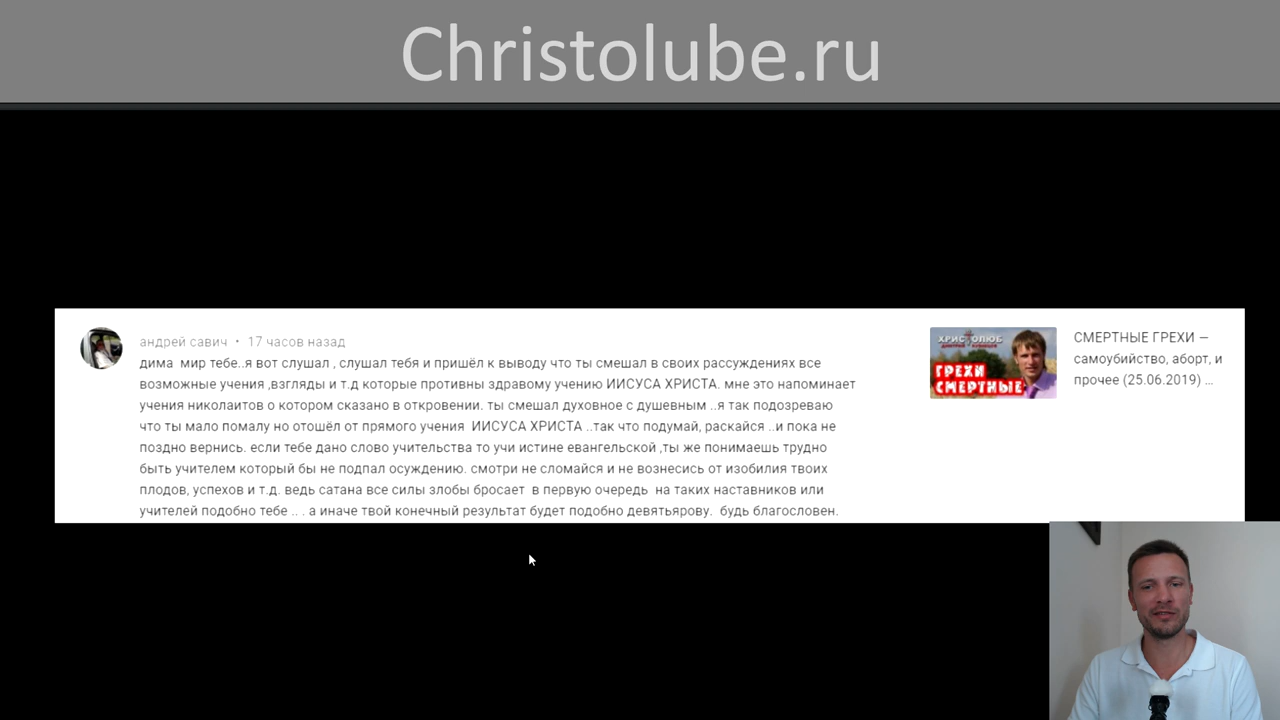 Christolube.ru
андрей савич • 17 часов назад
дима мир тебе..я вот слушал , слушал тебя и пришёл к выводу что ты смешал в своих рассуждениях все
возможные учения ,взгляды и т.д которые противны здравому учению ИИСУСА ХРИСТА. мне это напоминает
учения николаитов о котором сказано в откровении. ты смешал духовное с душевным ..я так подозреваю
что ты мало помалу но отошёл от прямого учения ИИСУСА ХРИСТА ..так что подумай, раскайся ..и пока не
поздно вернись. если тебе дано слово учительства то учи истине евангельской ,ты же понимаешь трудно
быть учителем который бы не подпал осуждению. смотри не сломайся и не вознесись от изобилия твоих
плодов, успехов и т.д. ведь сатана все силы злобы бросает в первую очередь на таких наставников или
учителей подобно тебе .. . а иначе твой конечный результат будет подобно девятьярову. будь благословен.
ХРИСТОЛЮБ
ГРЕХИ
СМЕРТНЫЕ
СМЕРТНЫЕ ГРЕХИ –
самоубийство, аборт, и
прочее (25.06.2019) ...